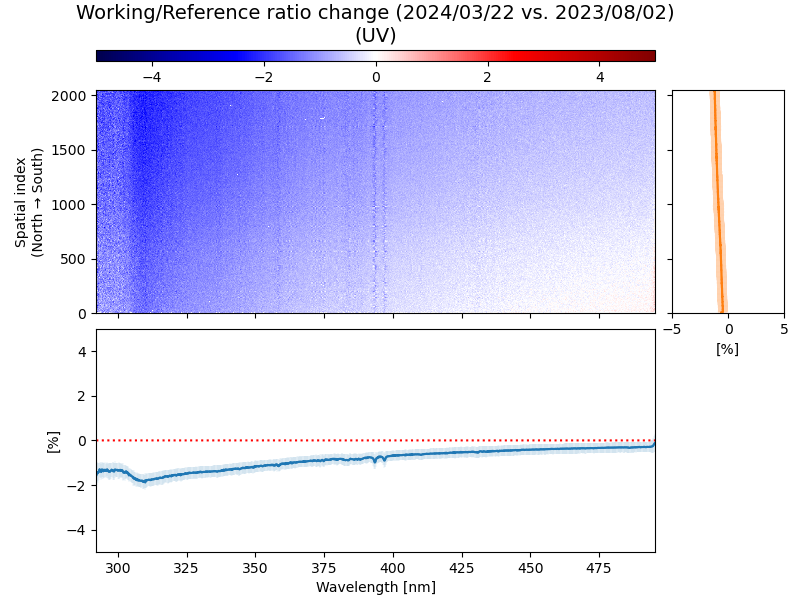 Working/Reference ratio change (2024/03/22 vs. 2023/08/02)
(UV)
−4 −2 0 2 4
Spatial index
(North → South)
2000
1500
1000
500
0
−5 0 5
[%]
[%]
4
2
0
−2
−4
300 325 350 375 400 425 450 475
Wavelength [nm]